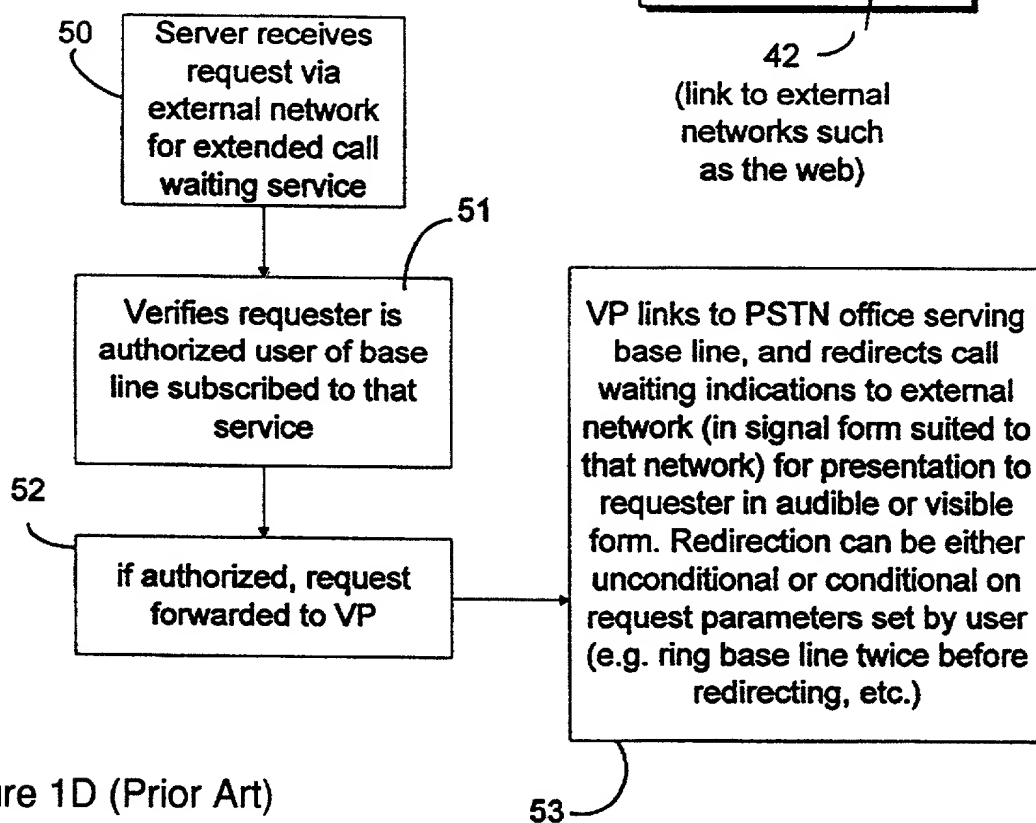 50
Server receives
request via
external network
for extended call
waiting service
42
(link to external
networks such
as the web)
51
Verifies requester is
authorized user of base
line subscribed to that
service
52
if authorized, request
forwarded to VP
VP links to PSTN office serving
base line, and redirects call
waiting indications to external
network (in signal form suited to
that network) for presentation to
requester in audible or visible
form. Redirection can be either
unconditional or conditional on
request parameters set by user
(e.g. ring base line twice before
redirecting, etc.)
53
ure 1D (Prior Art)